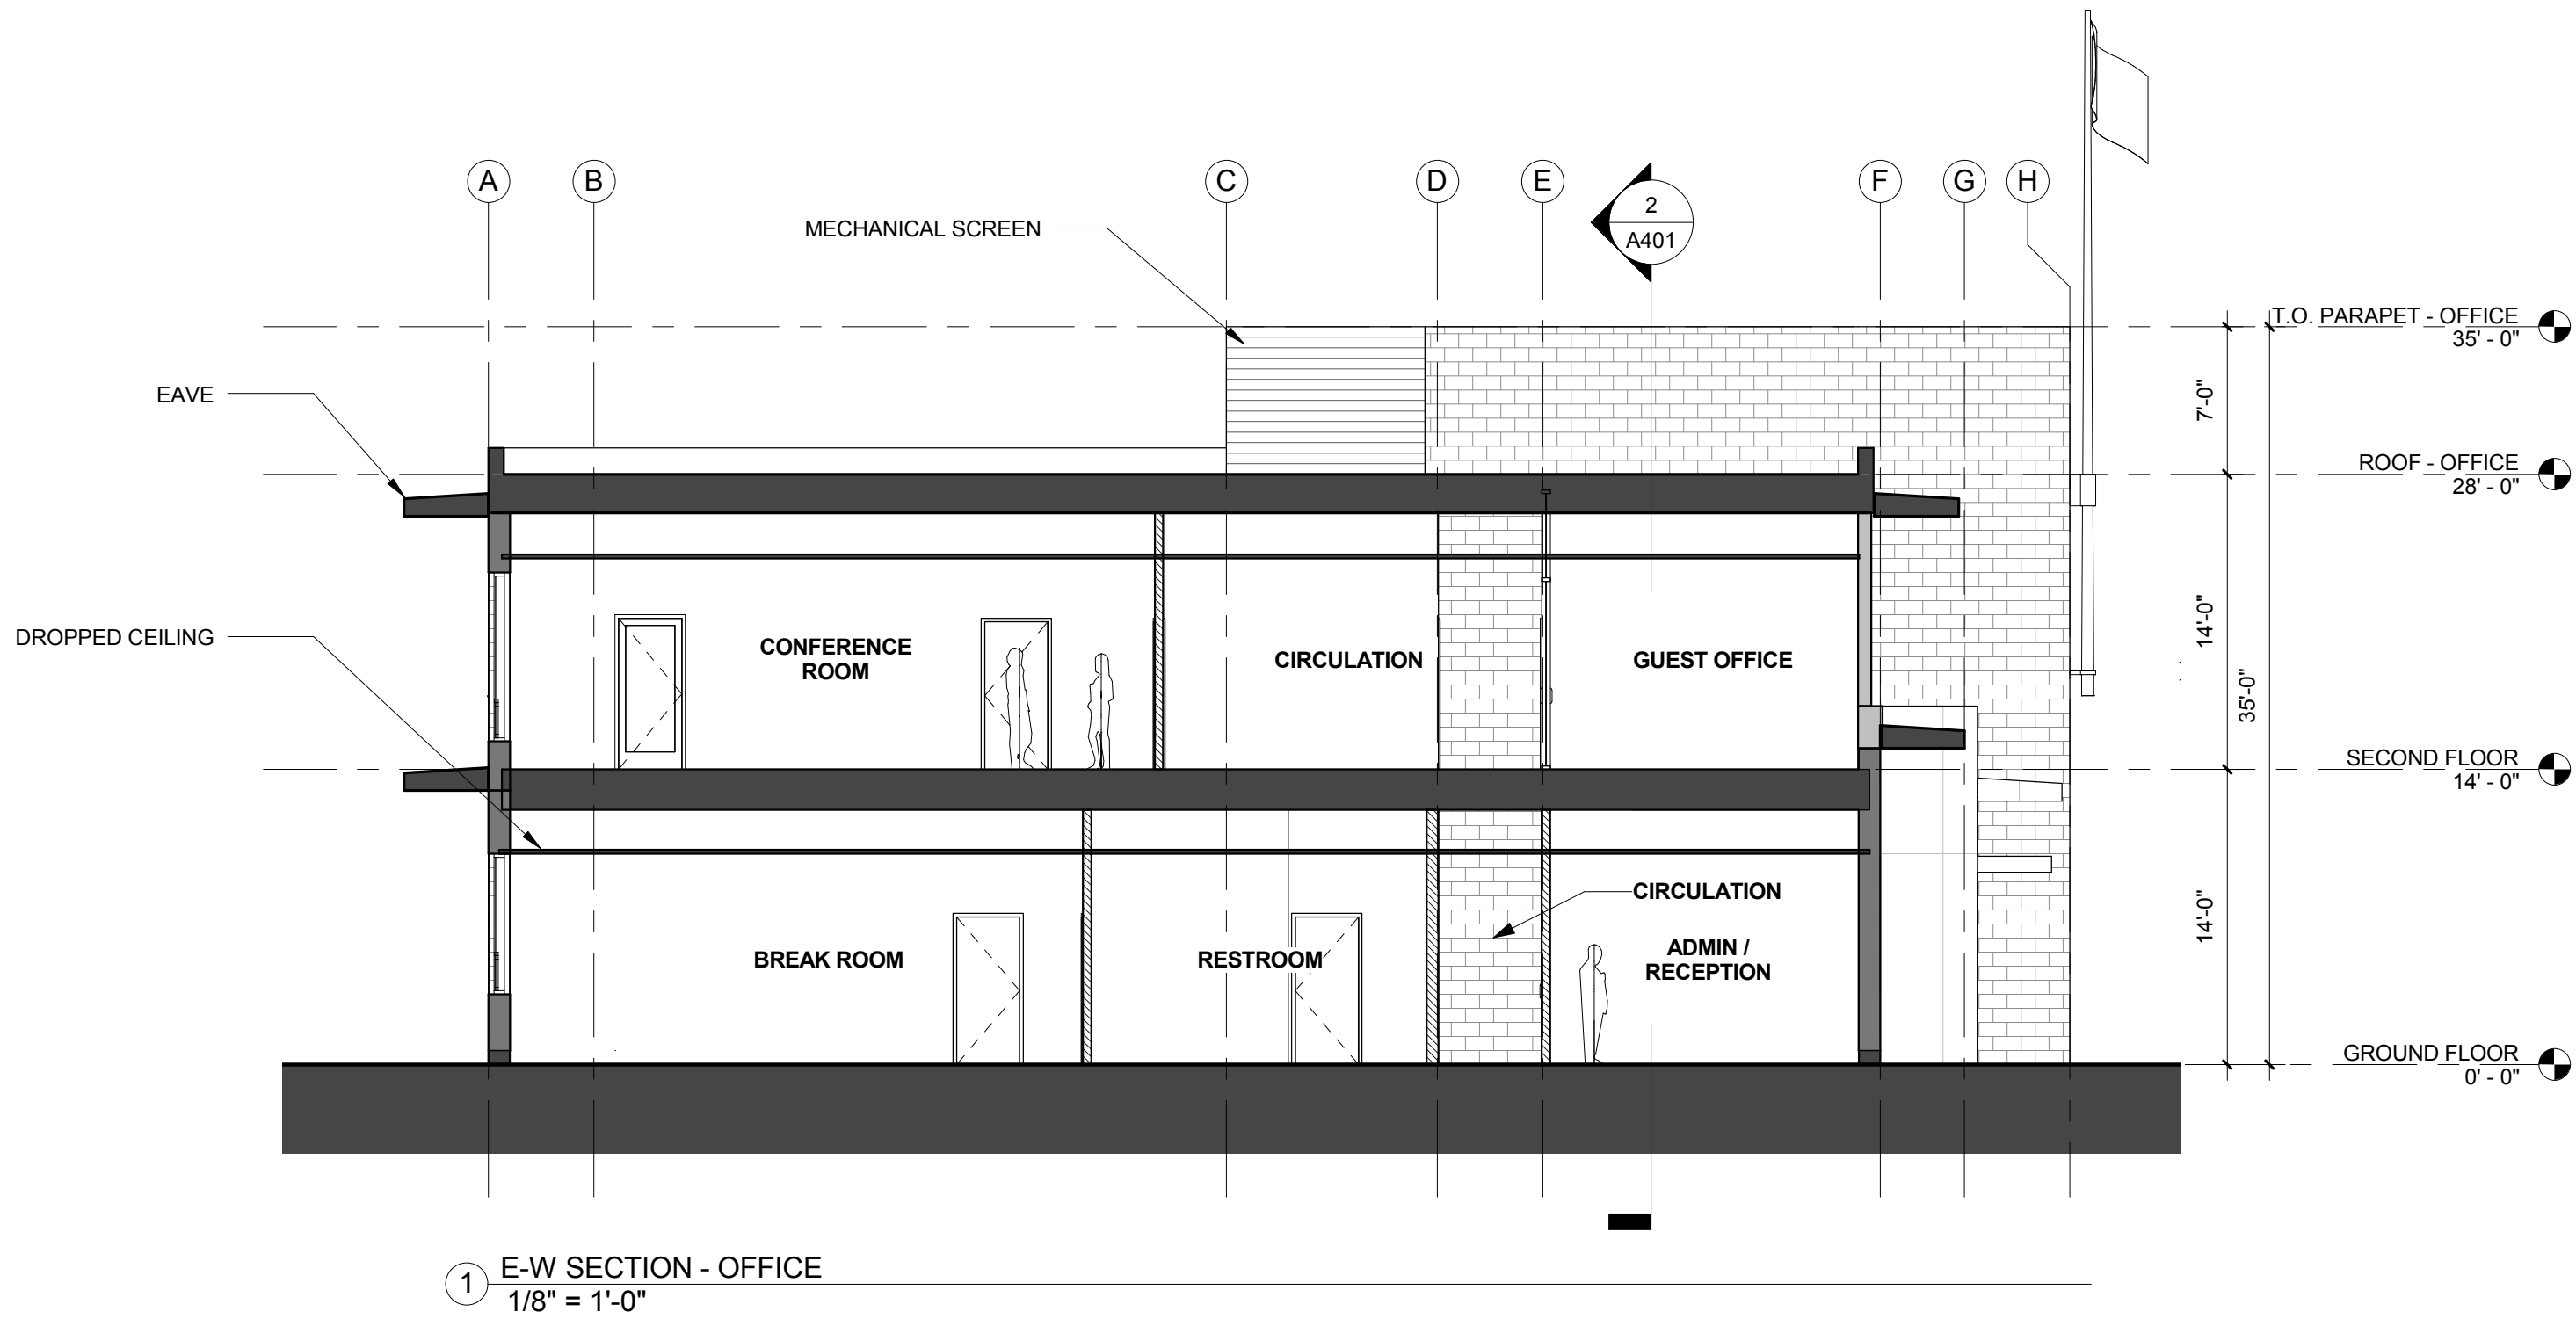 A B C D E F G H
2
A401
MECHANICAL SCREEN
T.O. PARAPET - OFFICE
35' - 0"
EAVE
7'-0"
ROOF - OFFICE
28' - 0"
DROPPED CEILING
CONFERENCE
ROOM
CIRCULATION
GUEST OFFICE
14'-0"
35'-0"
SECOND FLOOR
14' - 0"
CIRCULATION
BREAK ROOM
RESTROOM
ADMIN /
RECEPTION
14'-0"
GROUND FLOOR
0' - 0"
1 E-W SECTION - OFFICE
1/8" = 1'-0"